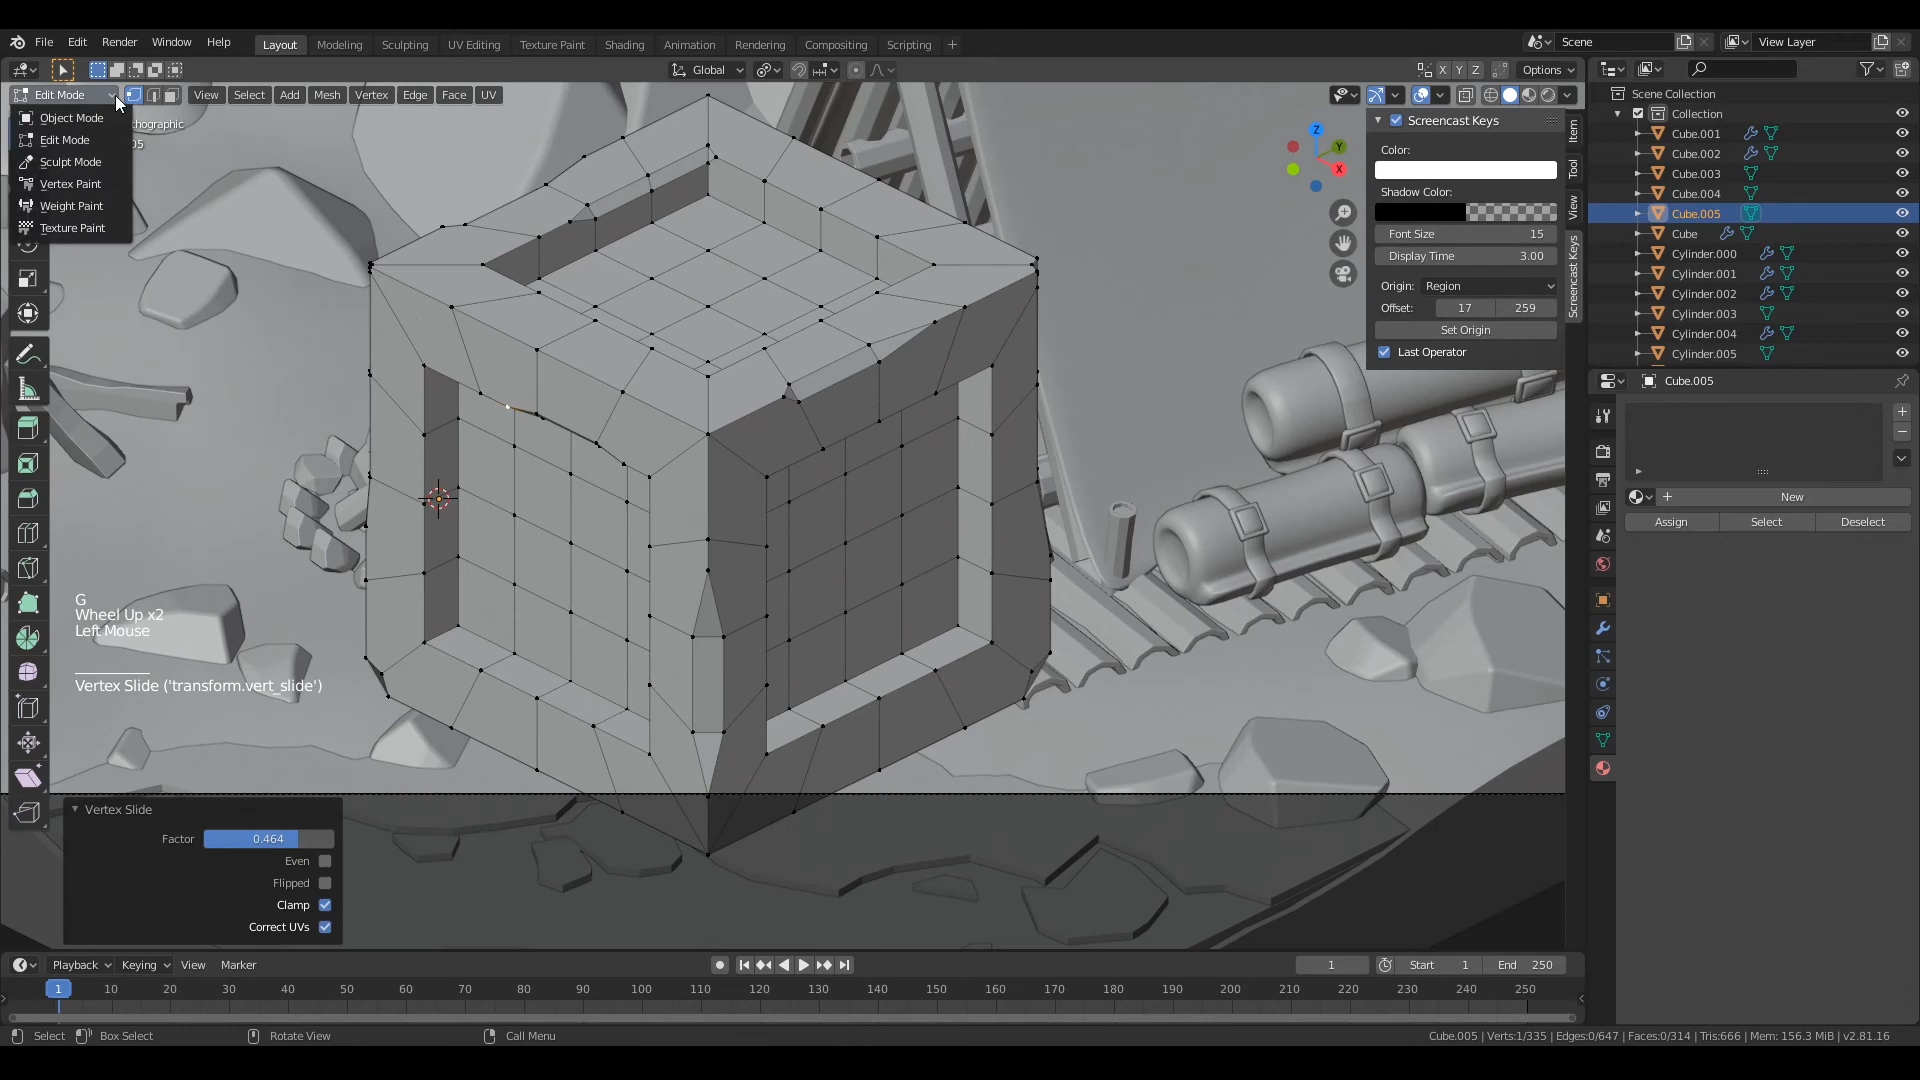 File Edit Render Window Help Layout Modeling Sculpting UV Editing Texture Paint Shading Animation Rendering Compositing Scripting + Scene View Layer
Global X Y Z Options
Edit Mode View Select Add Mesh Vertex Edge Face UV
Object Mode
Edit Mode
Sculpt Mode
Vertex Paint
Weight Paint
Texture Paint
thographic
05
Z
Y
X
Screencast Keys
Color:
Shadow Color:
Font Size 15
Display Time 3.00
Origin: Region
Offset: 17 259
Set Origin
Last Operator
Item
Tool
View
Screencast Keys
Scene Collection
Collection
Cube.001
Cube.002
Cube.003
Cube.004
Cube.005
Cube
Cylinder.000
Cylinder.001
Cylinder.002
Cylinder.003
Cylinder.004
Cylinder.005
Cube.005
+ New
Assign Select Deselect
G
Wheel Up x2
Left Mouse
Vertex Slide ('transform.vert_slide')
Vertex Slide
Factor 0.464
Even
Flipped
Clamp
Correct UVs
Playback Keying View Marker 1 Start 1 End 250
1 10 20 30 40 50 60 70 80 90 100 110 120 130 140 150 160 170 180 190 200 210 220 230 240 250
Select Box Select Rotate View Call Menu Cube.005 | Verts:1/335 | Edges:0/647 | Faces:0/314 | Tris:666 | Mem: 156.3 MiB | v2.81.16